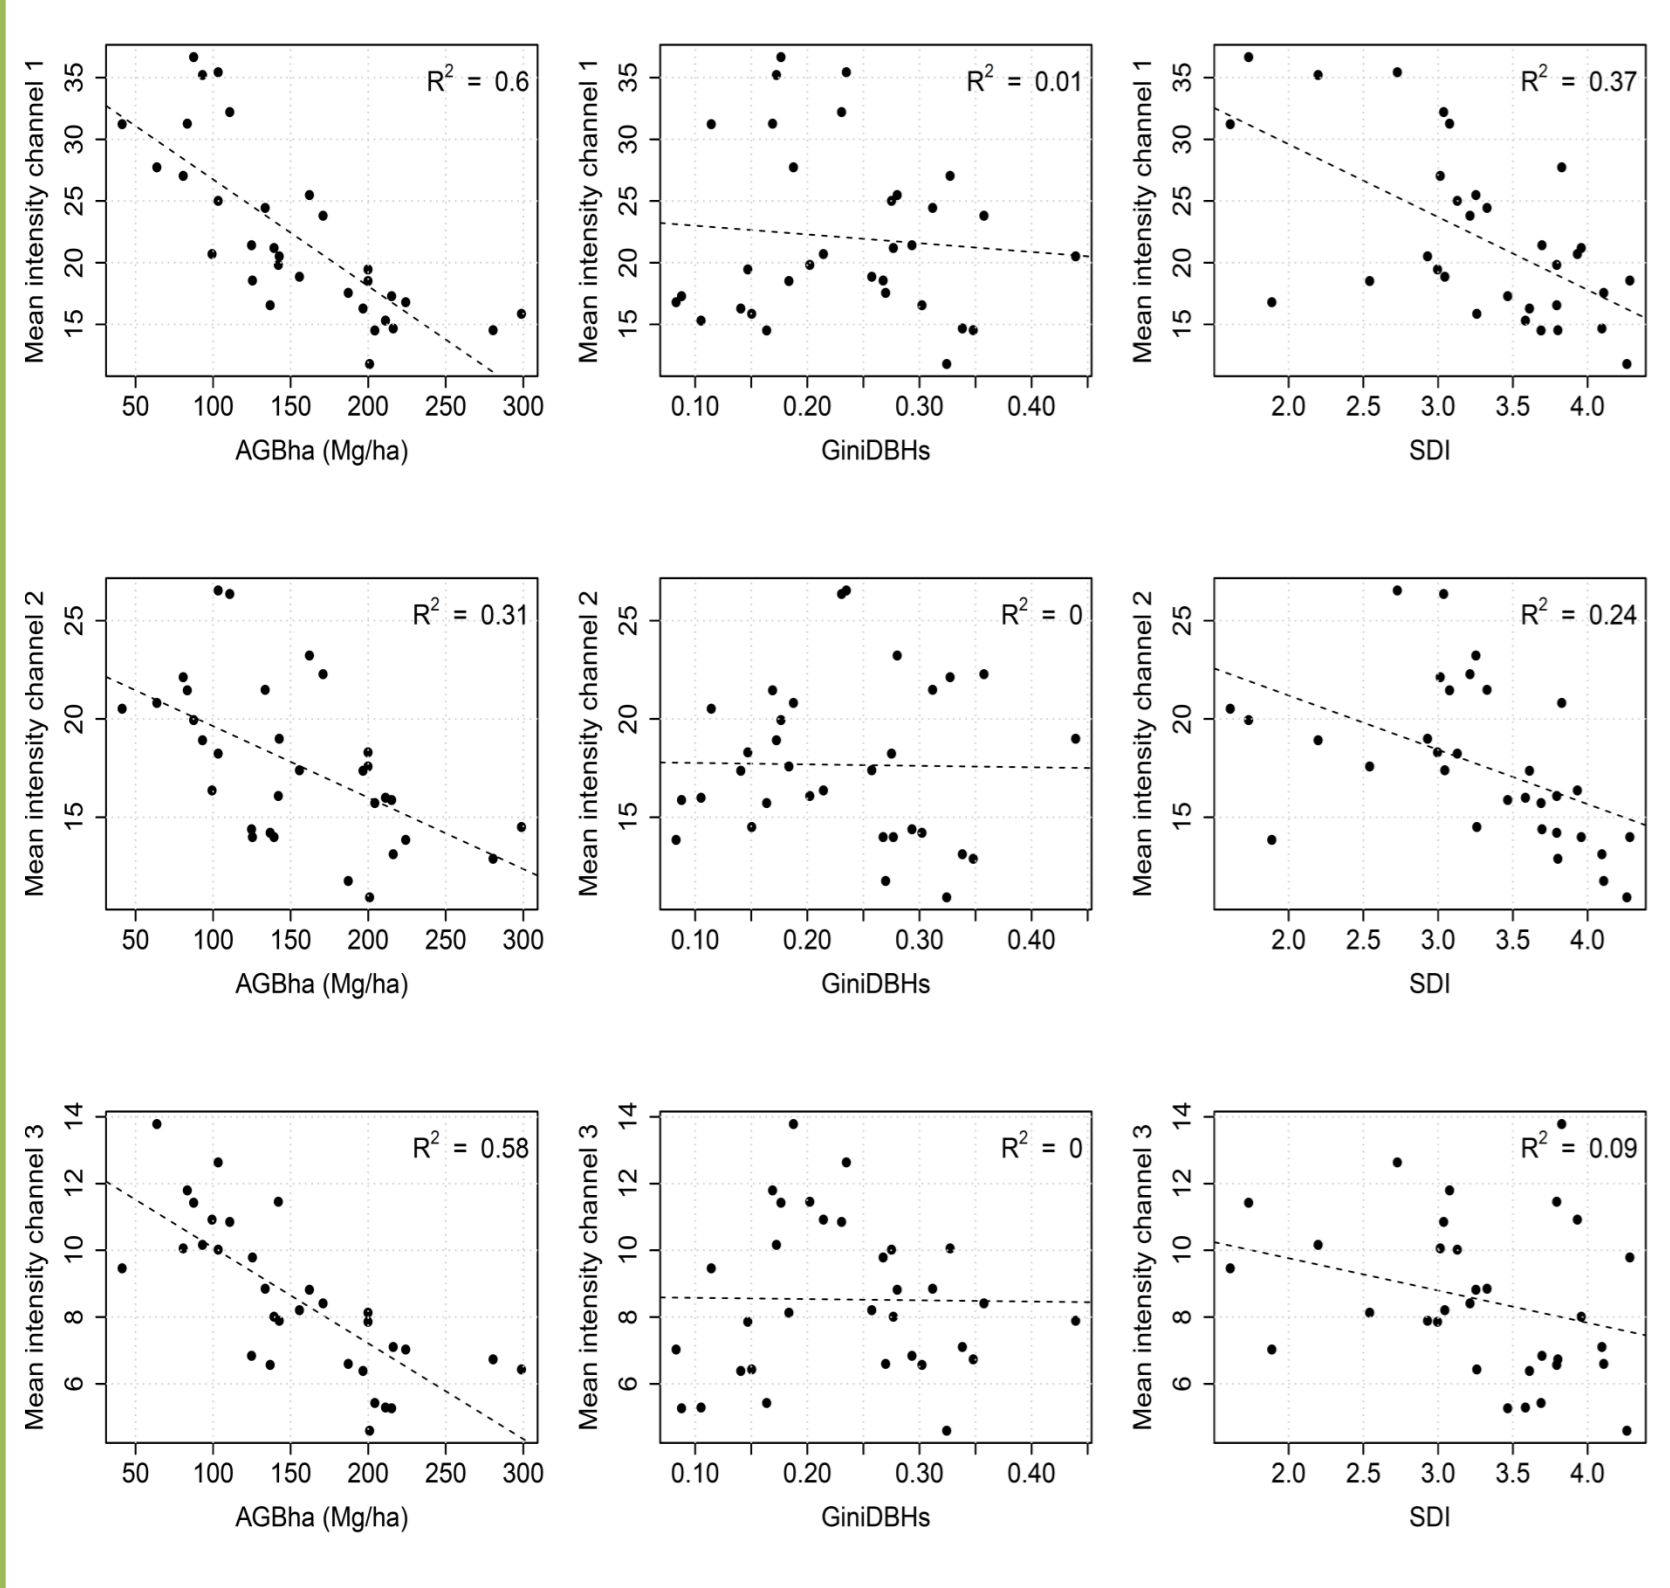 Mean intensity channel 1
35
30
25
20
15
R² = 0.6
50 100 150 200 250 300
AGBha (Mg/ha)
Mean intensity channel 1
35
30
25
20
15
R² = 0.01
0.10 0.20 0.30 0.40
GiniDBHs
Mean intensity channel 1
35
30
25
20
15
R² = 0.37
2.0 2.5 3.0 3.5 4.0
SDI
Mean intensity channel 2
25
20
15
R² = 0.31
50 100 150 200 250 300
AGBha (Mg/ha)
Mean intensity channel 2
25
20
15
R² = 0
0.10 0.20 0.30 0.40
GiniDBHs
Mean intensity channel 2
25
20
15
R² = 0.24
2.0 2.5 3.0 3.5 4.0
SDI
Mean intensity channel 3
14
12
10
8
6
R² = 0.58
50 100 150 200 250 300
AGBha (Mg/ha)
Mean intensity channel 3
14
12
10
8
6
R² = 0
0.10 0.20 0.30 0.40
GiniDBHs
Mean intensity channel 3
14
12
10
8
6
R² = 0.09
2.0 2.5 3.0 3.5 4.0
SDI